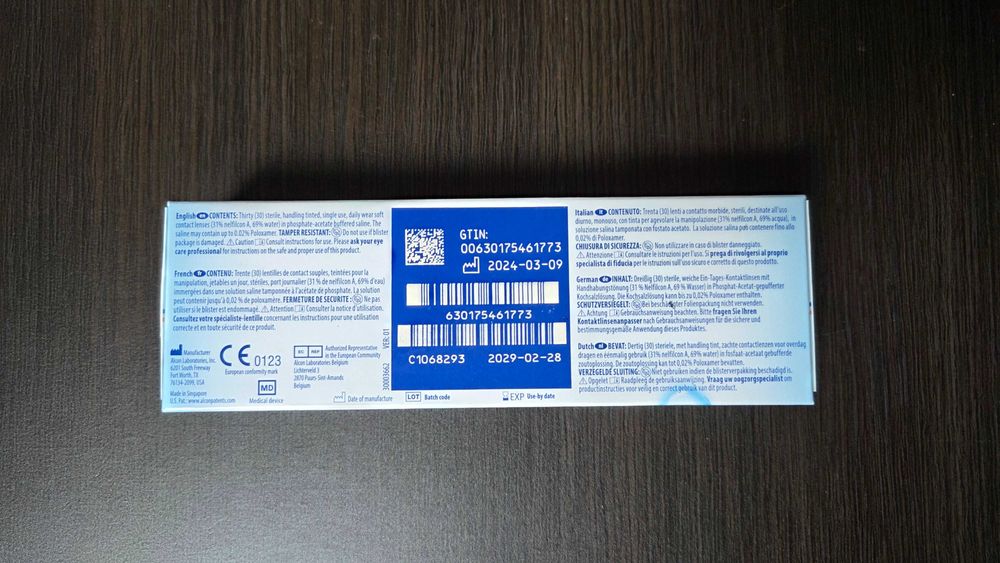 English en CONTENTS: Thirty (30) sterile, handling tinted, single use, daily wear soft
contact lenses (31% nelfilcon A, 69% water) in phosphate-acetate buffered saline. The
saline may contain up to 0.02% Poloxamer. TAMPER RESISTANT: Do not use if blister
package is damaged. Caution Consult instructions for use. Please ask your eye
care professional for instructions on the safe and proper use of this product.
French fr CONTENU: Trente (30) lentilles de contact souples, teintées pour la
manipulation, jetables un jour, stériles, port journalier (31 % de nelfilcon A, 69% d'eau)
immergées dans une solution saline tamponnée à l'acétate de phosphate. La solution
peut contenir jusqu'à 0,02 % de poloxamère. FERMETURE DE SÉCURITÉ : Ne pas
utiliser si le blister est endommagé. Attention Consulter la notice d'utilisation.
Consultez votre spécialiste-lentille concernant les instructions pour une utilisation
correcte et en toute sécurité de ce produit.
Manufacturer
Alcon Laboratories, Inc.
6201 South Freeway
Fort Worth, TX
76134-2099, USA
Made in Singapore
U.S. Pat.: www.alconpatents.com
CE 0123
European conformity mark
MD
Medical device
EC REP
Authorized Representative
in the European Community
Alcon Laboratories Belgium
Lichterveld 3
2870 Puurs-Sint-Amands
Belgium
Date of manufacture
LOT Batch code
EXP Use-by date
30003662 VER: 01
GTIN:
00630175461773
2024-03-09
630175461773
C1068293 2029-02-28
Italian it CONTENUTO: Trenta (30) lenti a contatto morbide, sterili, destinate all'uso
diurno, monouso, con tinta per agevolare la manipolazione (31% nelfilcon A, 69% acqua), in
soluzione salina tamponata con fosfato acetato. La soluzione salina può contenere fino allo
0,02% di Poloxamer.
CHIUSURA DI SICUREZZA: Non utilizzare in caso di blister danneggiato.
Attenzione Consultare le istruzioni per l'uso. Si prega di rivolgersi al proprio
specialista di fiducia per le istruzioni sull'uso sicuro e corretto di questo prodotto.
German de INHALT: Dreißig (30) sterile, weiche Ein-Tages-Kontaktlinsen mit
Handhabungstönung (31 % Nelfilcon A, 69 % Wasser) in Phosphat-Acetat-gepufferter
Kochsalzlösung. Die Kochsalzlösung kann bis zu 0,02% Poloxamer enthalten.
SCHUTZVERSIEGELT: Bei beschädigter Folienpackung nicht verwenden.
Achtung Gebrauchsanweisung beachten. Bitte fragen Sie Ihren
Kontaktlinsenanpasser nach Gebrauchsanweisungen für die sichere und
bestimmungsgemäße Anwendung dieses Produktes.
Dutch nl BEVAT: Dertig (30) steriele, met handling tint, zachte contactlenzen voor overdag
dragen en éénmalig gebruik (31% nelfilcon A, 69% water) in fosfaat-acetaat gebufferde
zoutoplossing. De zoutoplossing kan maximaal 0,02% Poloxamer bevatten.
VERZEGELDE SLUITING: Niet gebruiken indien de blisterverpakking beschadigd is.
Opgelet Raadpleeg de gebruiksaanwijzing. Vraag uw oogzorgspecialist om
productinstructies voor veilig en correct gebruik van dit product.